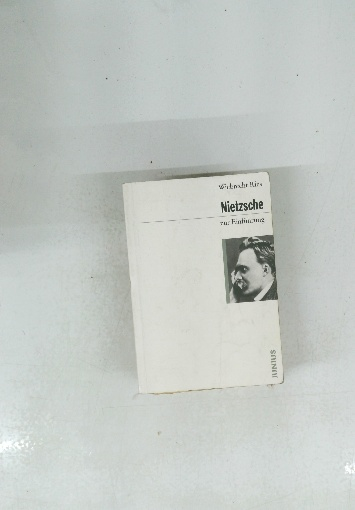 Wiebrecht Ries
Nietzsche
zur Einführung
JUNIUS